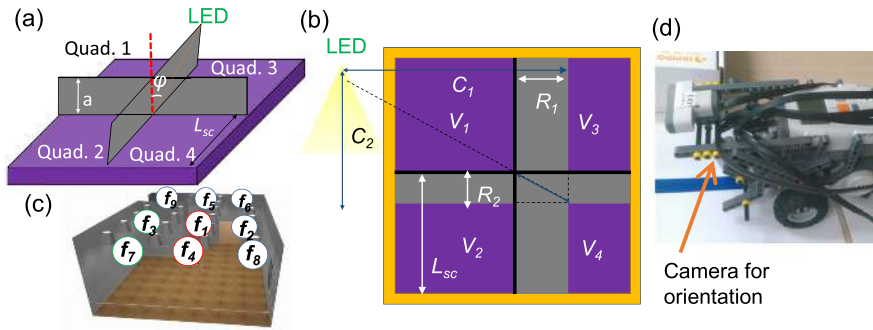 (a)
LED
Quad. 1
Quad. 3
φ
a
L_sc
Quad. 2
Quad. 4
(b)
LED
C_1
R_1
V_1
V_3
C_2
R_2
V_2
V_4
L_sc
(c)
f_9
f_5
f_6
f_3
f_1
f_2
f_7
f_4
f_8
(d)
Camera for
orientation